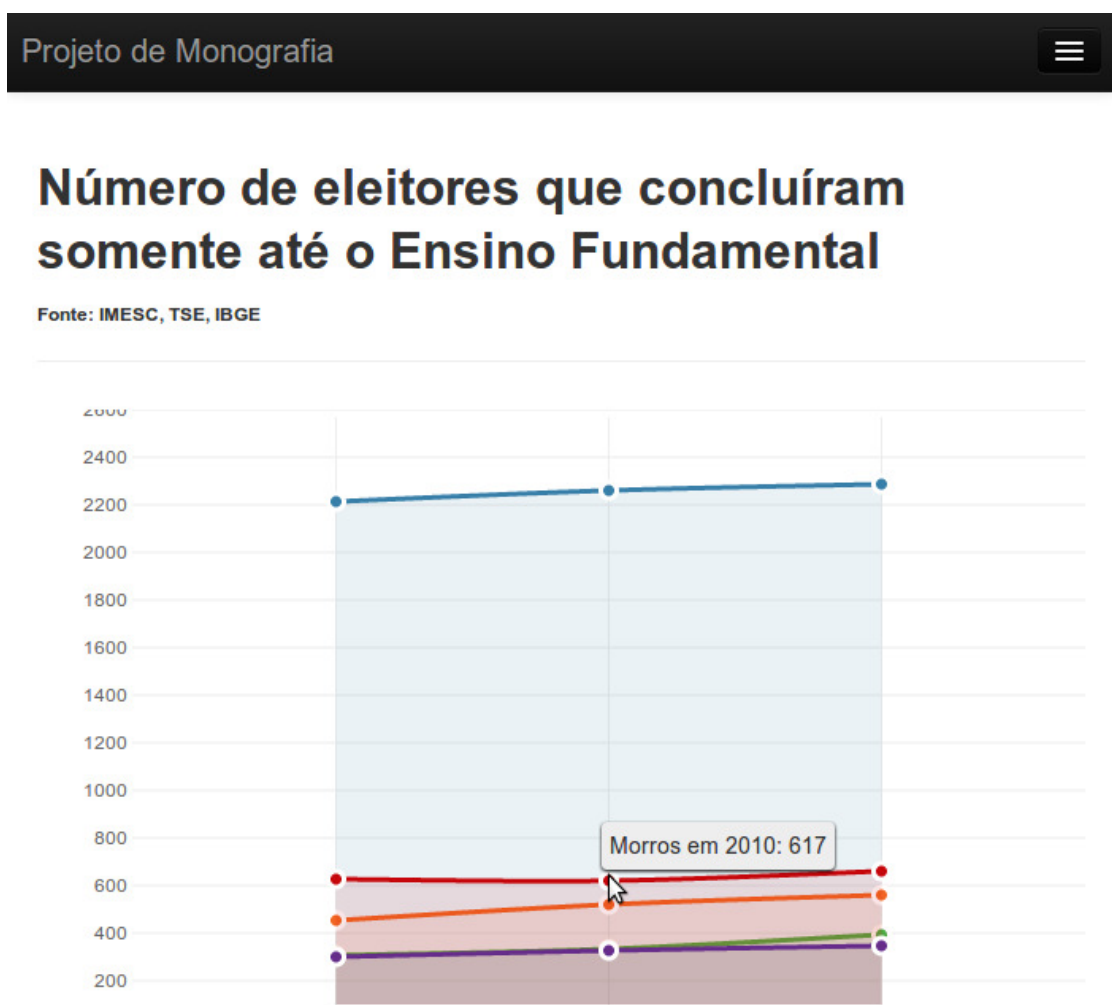 Projeto de Monografia
Número de eleitores que concluíram
somente até o Ensino Fundamental
Fonte: IMESC, TSE, IBGE
2600
2400
2200
2000
1800
1600
1400
1200
1000
800
Morros em 2010: 617
600
400
200